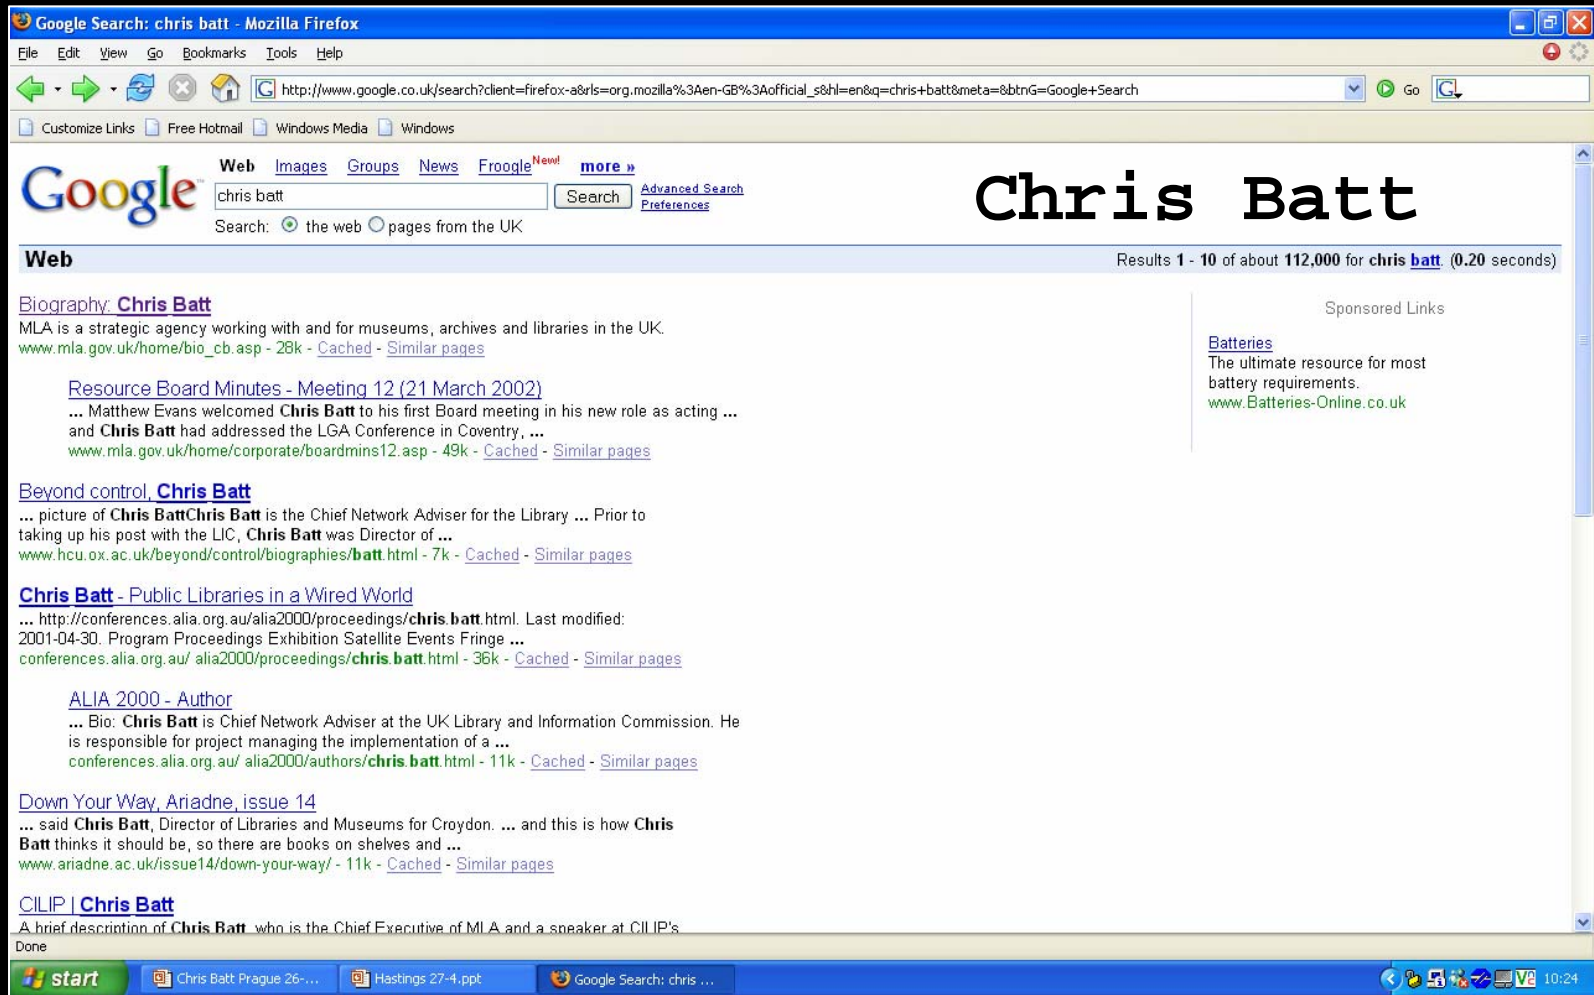 Google Search: chris batt - Mozilla Firefox
File Edit View Go Bookmarks Tools Help
http://www.google.co.uk/search?client=firefox-a&rls=org.mozilla%3Aen-GB%3Aofficial_s&hl=en&q=chris+batt&meta=&btnG=Google+Search Go
Customize Links Free Hotmail Windows Media Windows
Google
Web Images Groups News Froogle New! more »
chris batt Search Advanced Search
Preferences
Search: the web pages from the UK
Chris Batt
Web Results 1 - 10 of about 112,000 for chris batt. (0.20 seconds)
Biography: Chris Batt
MLA is a strategic agency working with and for museums, archives and libraries in the UK.
www.mla.gov.uk/home/bio_cb.asp - 28k - Cached - Similar pages
Resource Board Minutes - Meeting 12 (21 March 2002)
... Matthew Evans welcomed Chris Batt to his first Board meeting in his new role as acting ...
and Chris Batt had addressed the LGA Conference in Coventry, ...
www.mla.gov.uk/home/corporate/boardmins12.asp - 49k - Cached - Similar pages
Beyond control, Chris Batt
... picture of Chris BattChris Batt is the Chief Network Adviser for the Library ... Prior to
taking up his post with the LIC, Chris Batt was Director of ...
www.hcu.ox.ac.uk/beyond/control/biographies/batt.html - 7k - Cached - Similar pages
Chris Batt - Public Libraries in a Wired World
... http://conferences.alia.org.au/alia2000/proceedings/chris.batt.html. Last modified:
2001-04-30. Program Proceedings Exhibition Satellite Events Fringe ...
conferences.alia.org.au/ alia2000/proceedings/chris.batt.html - 36k - Cached - Similar pages
ALIA 2000 - Author
... Bio: Chris Batt is Chief Network Adviser at the UK Library and Information Commission. He
is responsible for project managing the implementation of a ...
conferences.alia.org.au/ alia2000/authors/chris.batt.html - 11k - Cached - Similar pages
Down Your Way, Ariadne, issue 14
... said Chris Batt, Director of Libraries and Museums for Croydon. ... and this is how Chris
Batt thinks it should be, so there are books on shelves and ...
www.ariadne.ac.uk/issue14/down-your-way/ - 11k - Cached - Similar pages
CILIP | Chris Batt
A brief description of Chris Batt, who is the Chief Executive of MLA and a speaker at CILIP's
Sponsored Links
Batteries
The ultimate resource for most
battery requirements.
www.Batteries-Online.co.uk
Done
start Chris Batt Prague 26-... Hastings 27-4.ppt Google Search: chris ... V2 10:24